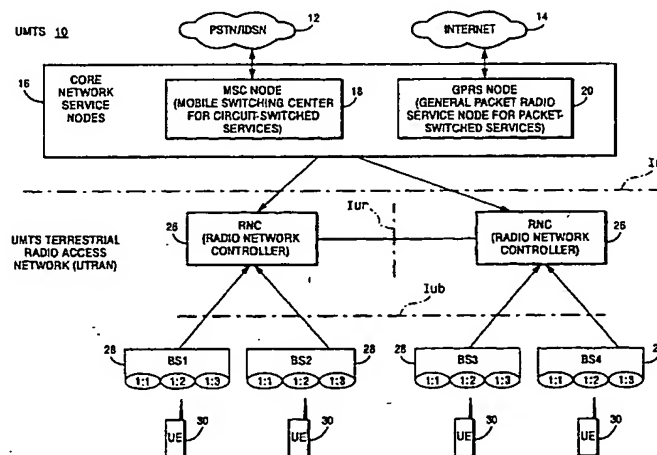 UMTS 10
PSTN/IDSN
12
INTERNET
14
16
CORE
NETWORK
SERVICE
NODES
MSC NODE
(MOBILE SWITCHING CENTER
FOR CIRCUIT-SWITCHED
SERVICES)
18
GPRS NODE
(GENERAL PACKET RADIO
SERVICE NODE FOR PACKET-
SWITCHED SERVICES)
20
Iur
26
RNC
(RADIO NETWORK
CONTROLLER)
RNC
(RADIO NETWORK
CONTROLLER)
26
UMTS TERRESTRIAL
RADIO ACCESS
NETWORK (UTRAN)
Iub
28
BS1
1:1 1:2 1:3
BS2
28
1:1 1:2 1:3
28
BS3
1:1 1:2 1:3
BS4
1:1 1:2 1:3
UE
30
UE
30
UE
30
UE
30